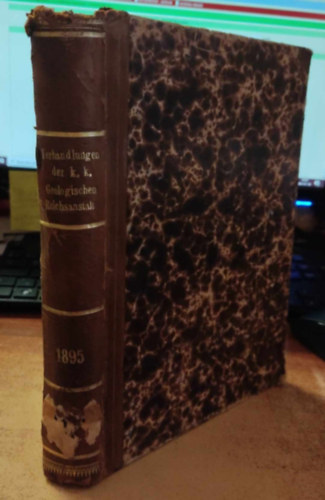 Verhandlungen
der k. k.
Geologischen
Reichsanstalt
1895